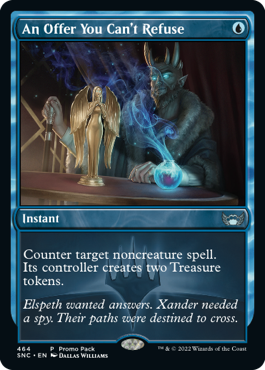 An Offer You Can't Refuse
Instant
Counter target noncreature spell.
Its controller creates two Treasure
tokens.
Elspeth wanted answers. Xander needed
a spy. Their paths were destined to cross.
464 P Promo Pack
SNC • EN DALLAS WILLIAMS
™ & © 2022 Wizards of the Coast